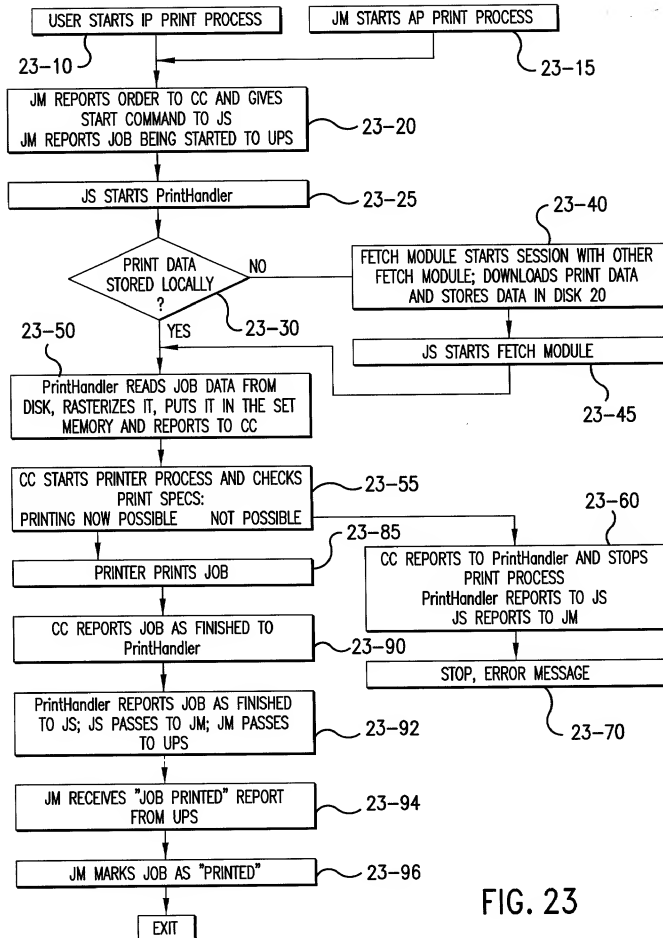 USER STARTS IP PRINT PROCESS
23-10
JM STARTS AP PRINT PROCESS
23-15
JM REPORTS ORDER TO CC AND GIVES
START COMMAND TO JS
JM REPORTS JOB BEING STARTED TO UPS
23-20
JS STARTS PrintHandler
23-25
PRINT DATA
STORED LOCALLY
?
NO
YES
23-30
23-40
FETCH MODULE STARTS SESSION WITH OTHER
FETCH MODULE; DOWNLOADS PRINT DATA
AND STORES DATA IN DISK 20
JS STARTS FETCH MODULE
23-45
23-50
PrintHandler READS JOB DATA FROM
DISK, RASTERIZES IT, PUTS IT IN THE SET
MEMORY AND REPORTS TO CC
CC STARTS PRINTER PROCESS AND CHECKS
PRINT SPECS:
PRINTING NOW POSSIBLE NOT POSSIBLE
23-55
23-60
CC REPORTS TO PrintHandler AND STOPS
PRINT PROCESS
PrintHandler REPORTS TO JS
JS REPORTS TO JM
STOP, ERROR MESSAGE
23-70
23-85
PRINTER PRINTS JOB
CC REPORTS JOB AS FINISHED TO
PrintHandler
23-90
PrintHandler REPORTS JOB AS FINISHED
TO JS; JS PASSES TO JM; JM PASSES
TO UPS
23-92
JM RECEIVES "JOB PRINTED" REPORT
FROM UPS
23-94
JM MARKS JOB AS "PRINTED"
23-96
EXIT
FIG. 23